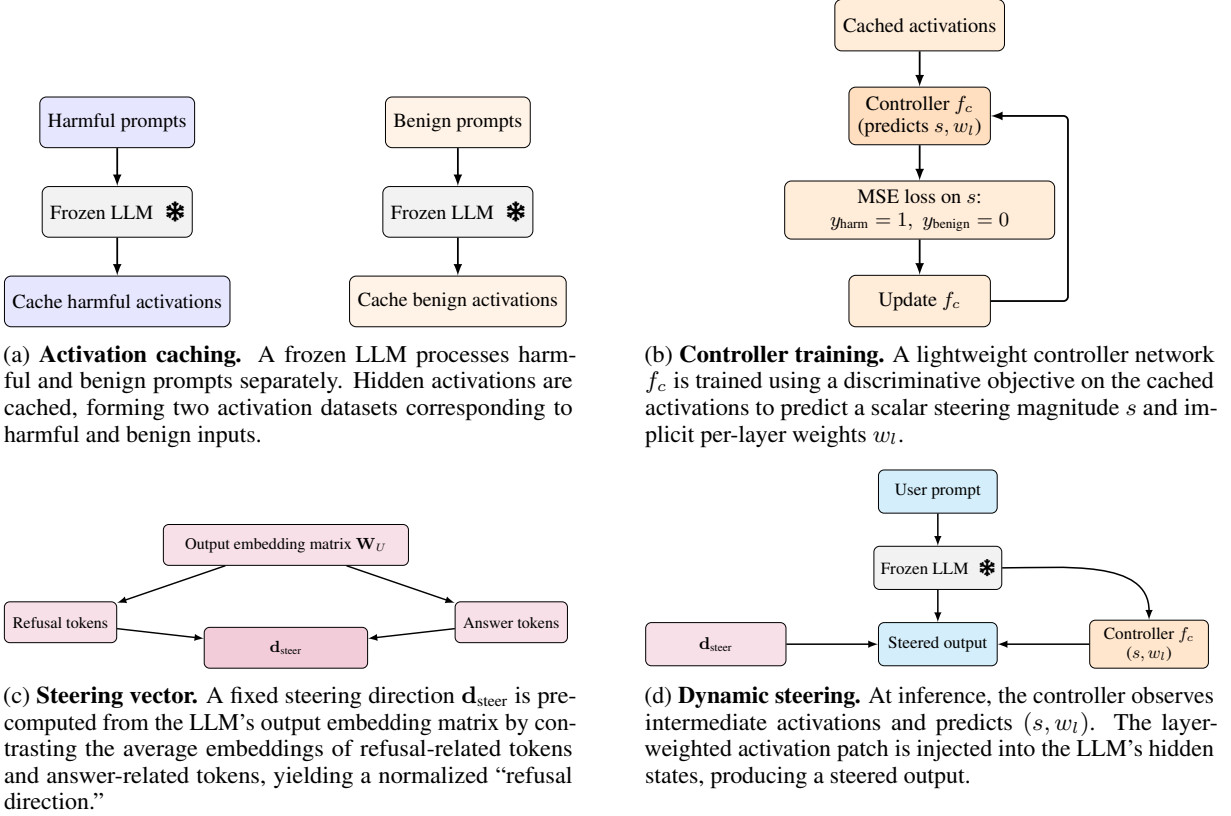 Harmful prompts
Frozen LLM ❄
Cache harmful activations
Benign prompts
Frozen LLM ❄
Cache benign activations
(a) Activation caching. A frozen LLM processes harm-
ful and benign prompts separately. Hidden activations are
cached, forming two activation datasets corresponding to
harmful and benign inputs.
Cached activations
Controller f_c
(predicts s, w_l)
MSE loss on s:
y_harm = 1, y_benign = 0
Update f_c
(b) Controller training. A lightweight controller network
f_c is trained using a discriminative objective on the cached
activations to predict a scalar steering magnitude s and im-
plicit per-layer weights w_l.
Output embedding matrix W_U
Refusal tokens
Answer tokens
d_steer
(c) Steering vector. A fixed steering direction d_steer is pre-
computed from the LLM's output embedding matrix by con-
trasting the average embeddings of refusal-related tokens
and answer-related tokens, yielding a normalized “refusal
direction.”
User prompt
Frozen LLM ❄
d_steer
Steered output
Controller f_c
(s, w_l)
(d) Dynamic steering. At inference, the controller observes
intermediate activations and predicts (s, w_l). The layer-
weighted activation patch is injected into the LLM's hidden
states, producing a steered output.